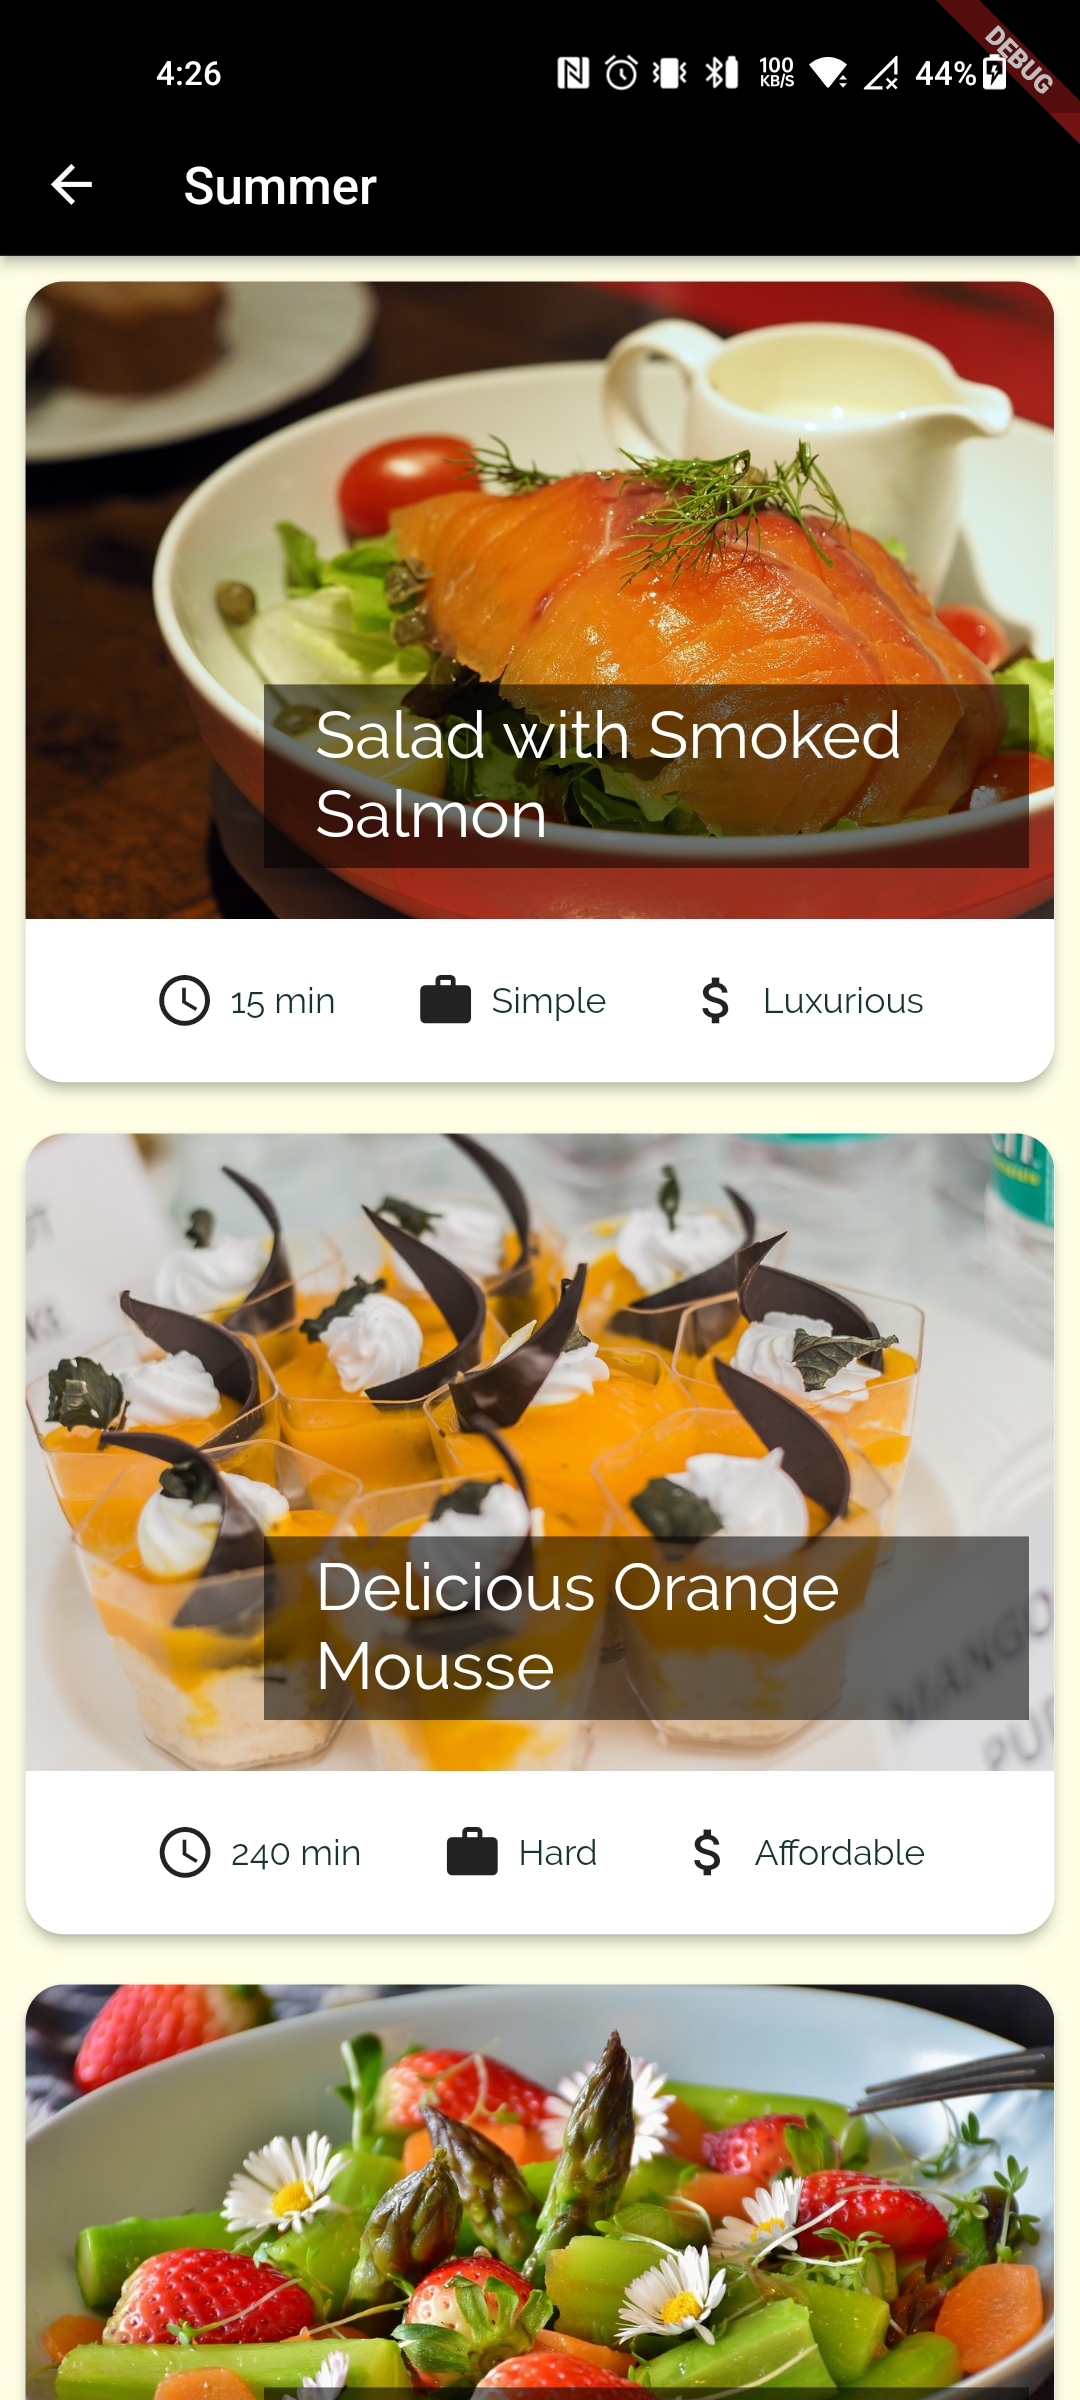 4:26
100
KB/S
44%
DEBUG
Summer
Salad with Smoked
Salmon
15 min
Simple
Luxurious
Delicious Orange
Mousse
MANGO
240 min
Hard
Affordable